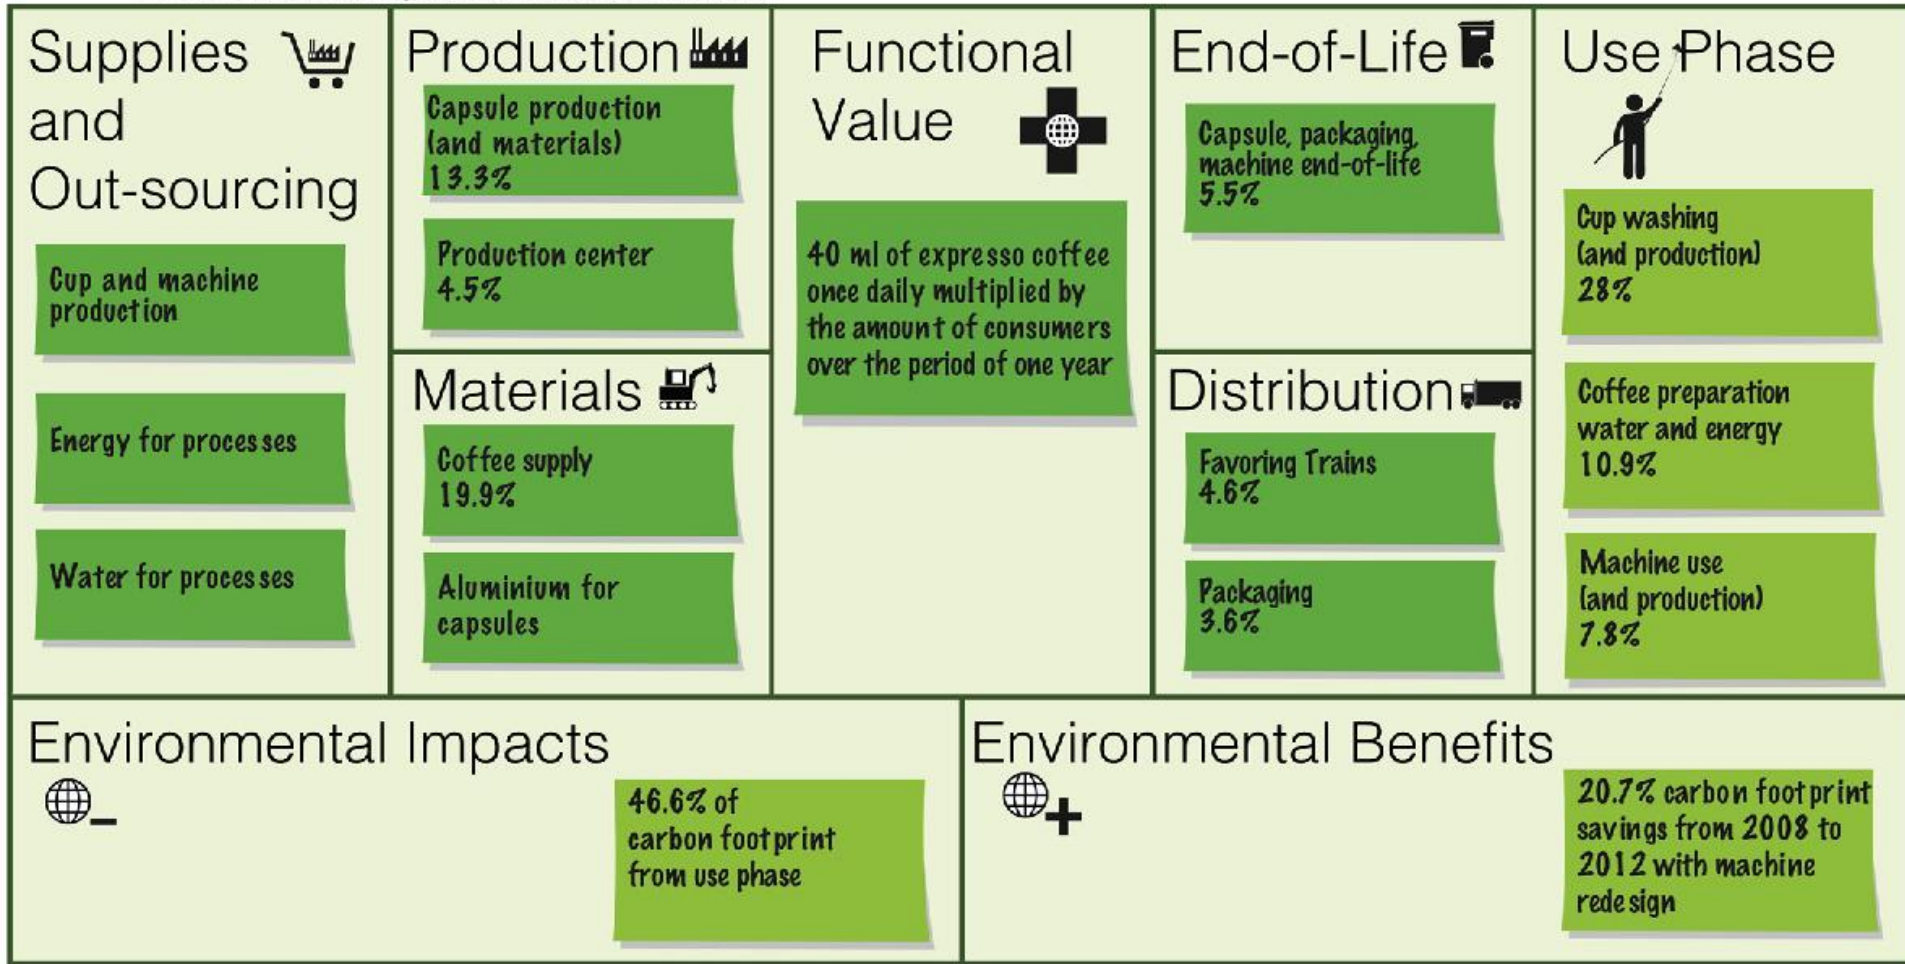 Supplies
and
Out-sourcing
Cup and machine
production
Energy for processes
Water for processes
Production
Capsule production
(and materials)
13.3%
Production center
4.5%
Materials
Coffee supply
19.9%
Aluminium for
capsules
Functional
Value
40 ml of expresso coffee
once daily multiplied by
the amount of consumers
over the period of one year
End-of-Life
Capsule, packaging,
machine end-of-life
5.5%
Distribution
Favoring Trains
4.6%
Packaging
3.6%
Use Phase
Cup washing
(and production)
28%
Coffee preparation
water and energy
10.9%
Machine use
(and production)
7.8%
Environmental Impacts
46.6% of
carbon footprint
from use phase
Environmental Benefits
20.7% carbon footprint
savings from 2008 to
2012 with machine
redesign